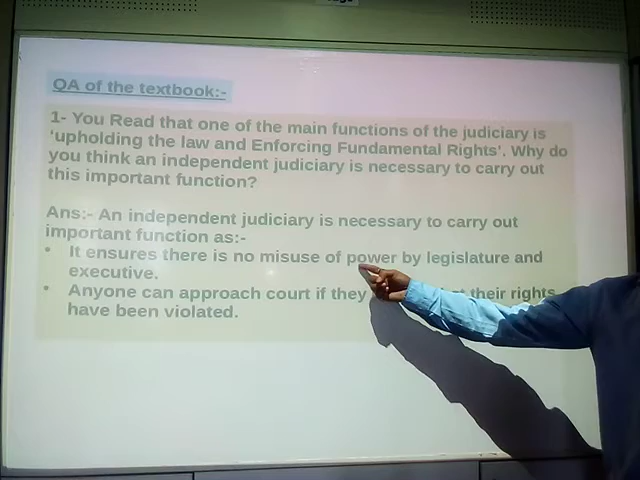 QA of the textbook:-
1- You Read that one of the main functions of the judiciary is
'upholding the law and Enforcing Fundamental Rights'. Why do
you think an independent judiciary is necessary to carry out
this important function?
Ans:- An independent judiciary is necessary to carry out
important function as:-
• It ensures there is no misuse of power by legislature and
executive.
• Anyone can approach court if they their rights
have been violated.